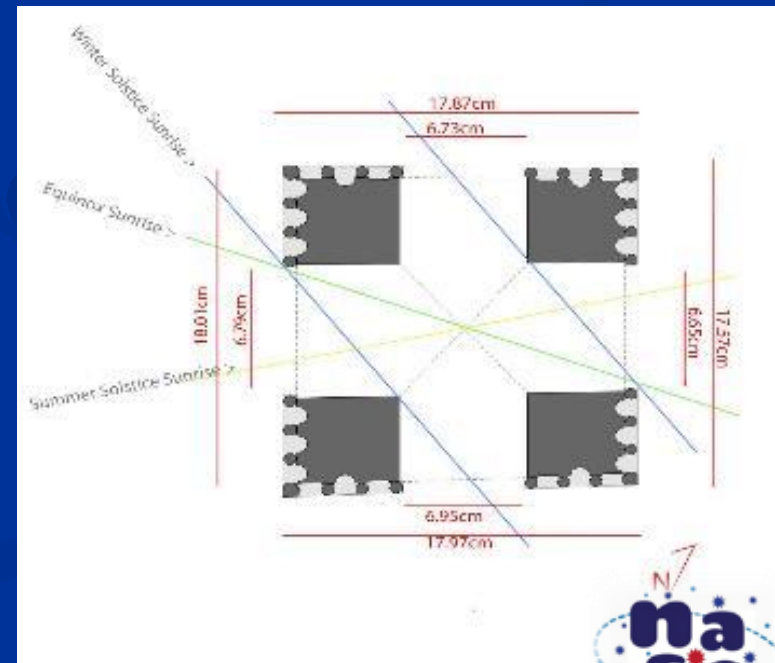 Winter Solstice Sunrise >
17.87cm
6.73cm
Equinox Sunrise >
18.01cm
6.79cm
6.65cm
17.57cm
Summer Solstice Sunrise >
6.95cm
17.97cm
N
na